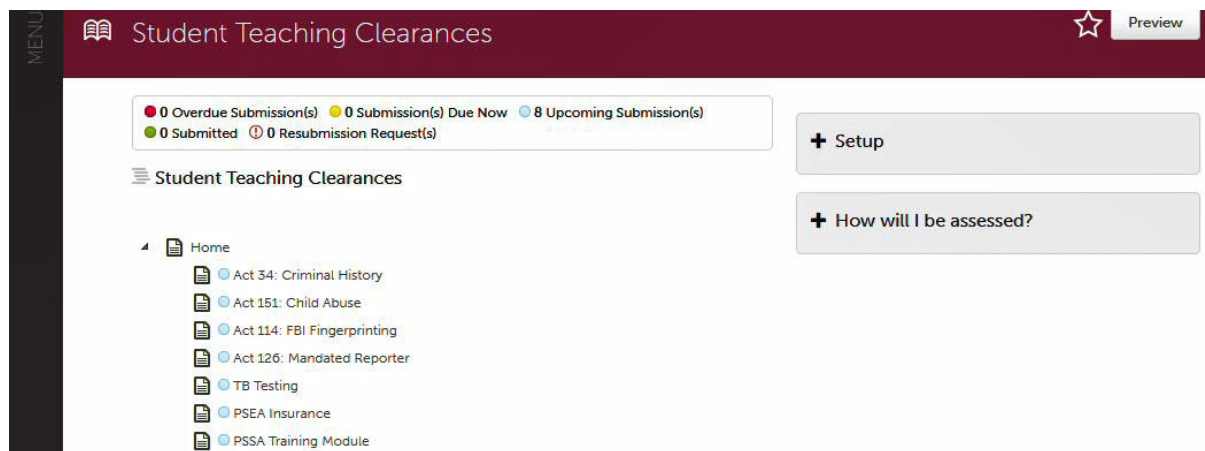 MENU
Student Teaching Clearances
Preview
0 Overdue Submission(s) 0 Submission(s) Due Now 8 Upcoming Submission(s)
0 Submitted 0 Resubmission Request(s)
Student Teaching Clearances
Home
Act 34: Criminal History
Act 151: Child Abuse
Act 114: FBI Fingerprinting
Act 126: Mandated Reporter
TB Testing
PSEA Insurance
PSSA Training Module
Setup
How will I be assessed?